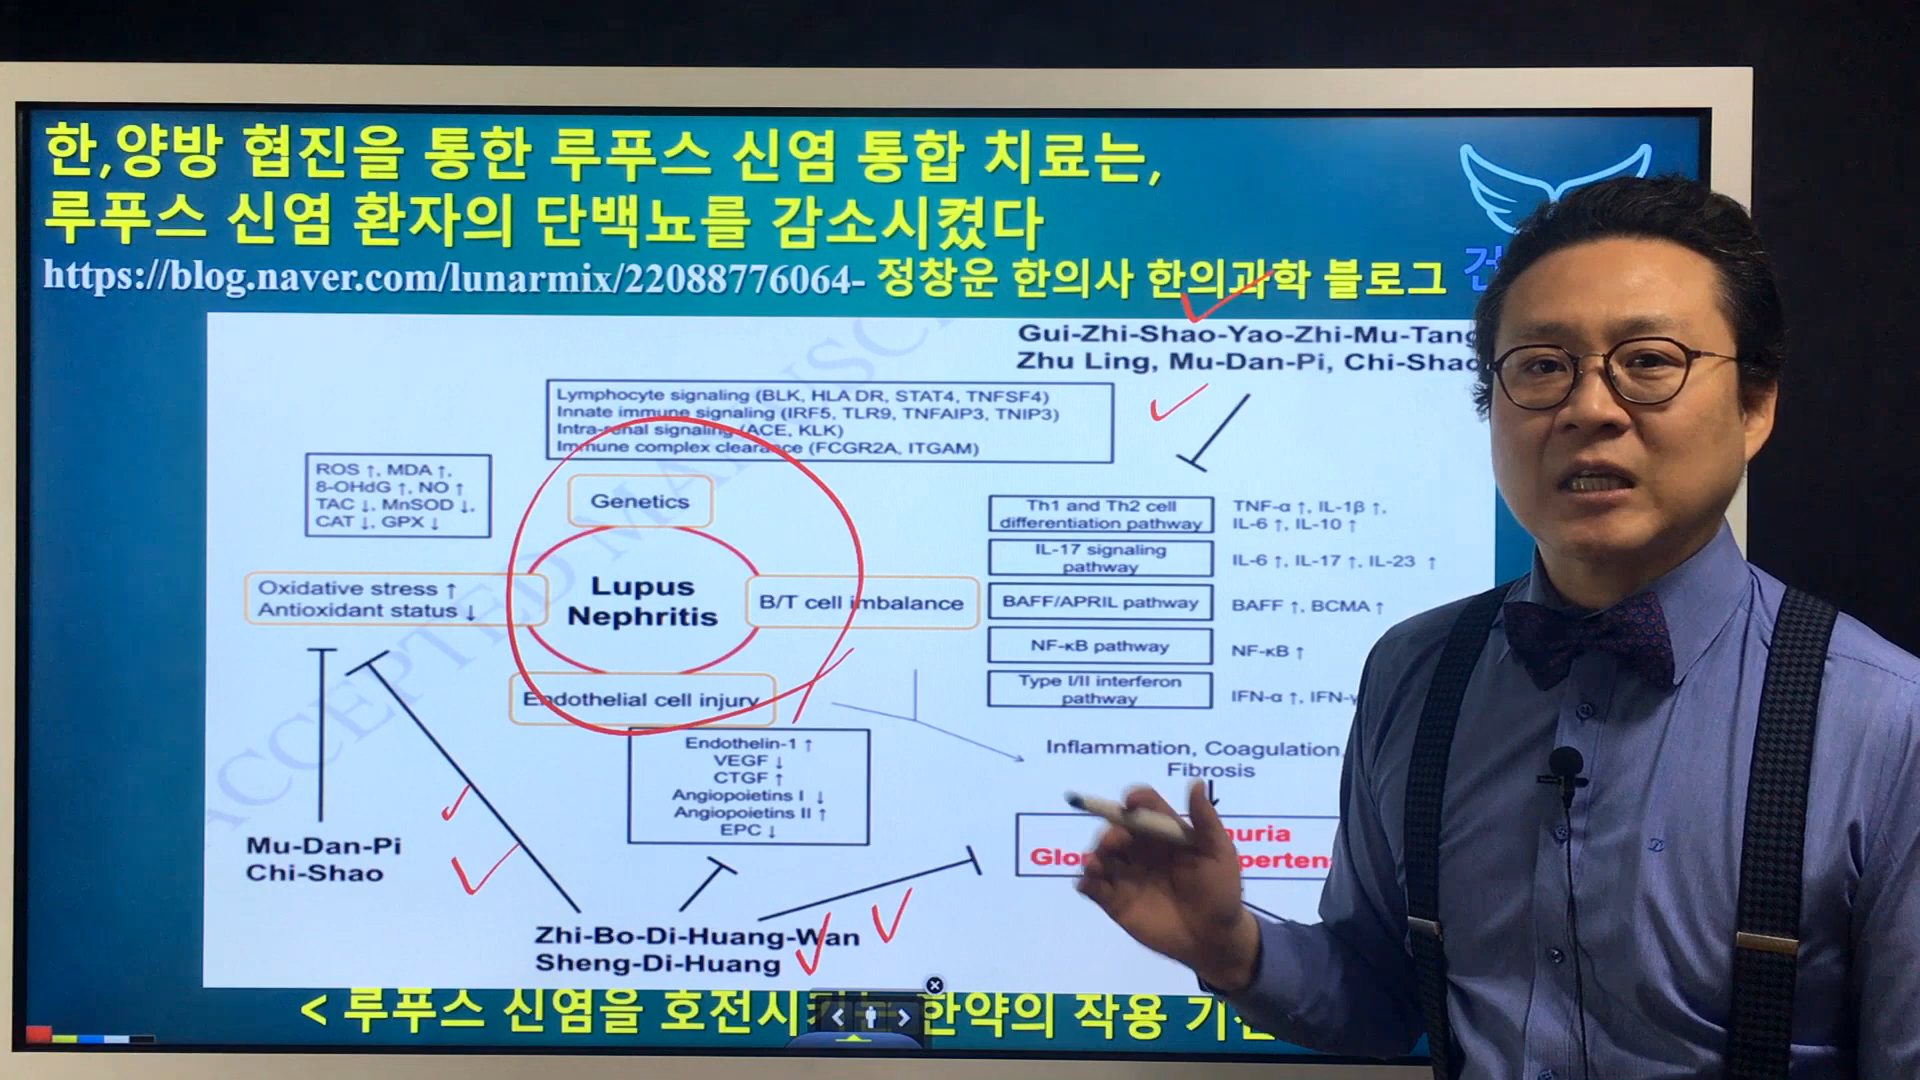 한,양방 협진을 통한 루푸스 신염 통합 치료는,
루푸스 신염 환자의 단백뇨를 감소시켰다
https://blog.naver.com/lunarmix/22088776064- 정창운 한의사 한의과학 블로그
Gui-Zhi-Shao-Yao-Zhi-Mu-Tang
Zhu Ling, Mu-Dan-Pi, Chi-Shao
Lymphocyte signaling (BLK, HLA DR, STAT4, TNFSF4)
Innate immune signaling (IRF5, TLR9, TNFAIP3, TNIP3)
Intra-renal signaling (ACE, KLK)
Immune complex clearance (FCGR2A, ITGAM)
ROS ↑, MDA ↑,
8-OHdG ↑, NO ↑
TAC ↓, MnSOD ↓,
CAT ↓, GPX ↓
Genetics
Oxidative stress ↑
Antioxidant status ↓
Lupus
Nephritis
B/T cell imbalance
Endothelial cell injury
Th1 and Th2 cell
differentiation pathway
TNF-α ↑, IL-1β ↑,
IL-6 ↑, IL-10 ↑
IL-17 signaling
pathway
IL-6 ↑, IL-17 ↑, IL-23 ↑
BAFF/APRIL pathway
BAFF ↑, BCMA ↑
NF-κB pathway
NF-κB ↑
Type I/II interferon
pathway
IFN-α ↑, IFN-γ
Endothelin-1 ↑
VEGF ↓
CTGF ↑
Angiopoietins I ↓
Angiopoietins II ↑
EPC ↓
Inflammation, Coagulation,
Fibrosis
Mu-Dan-Pi
Chi-Shao
Zhi-Bo-Di-Huang-Wan
Sheng-Di-Huang
ACCEPTED MANUSC
< 루푸스 신염을 호전시 한약의 작용